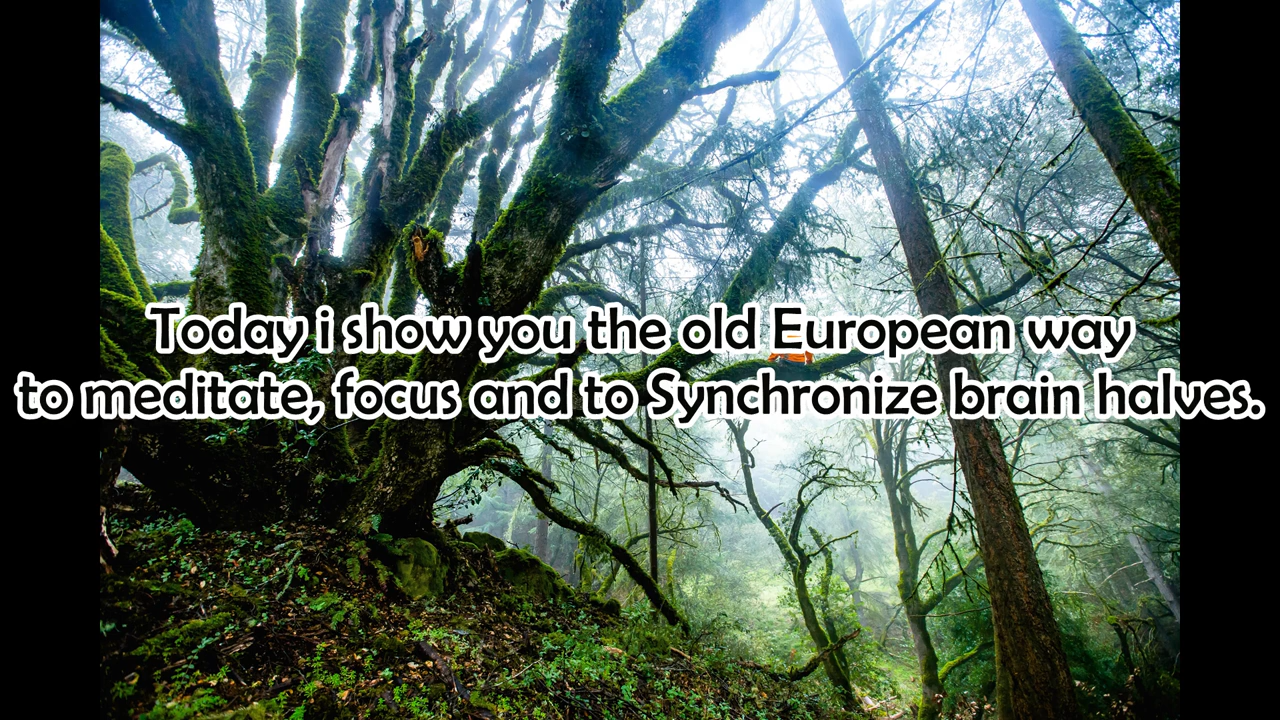 Today i show you the old European way
to meditate, focus and to Synchronize brain halves.